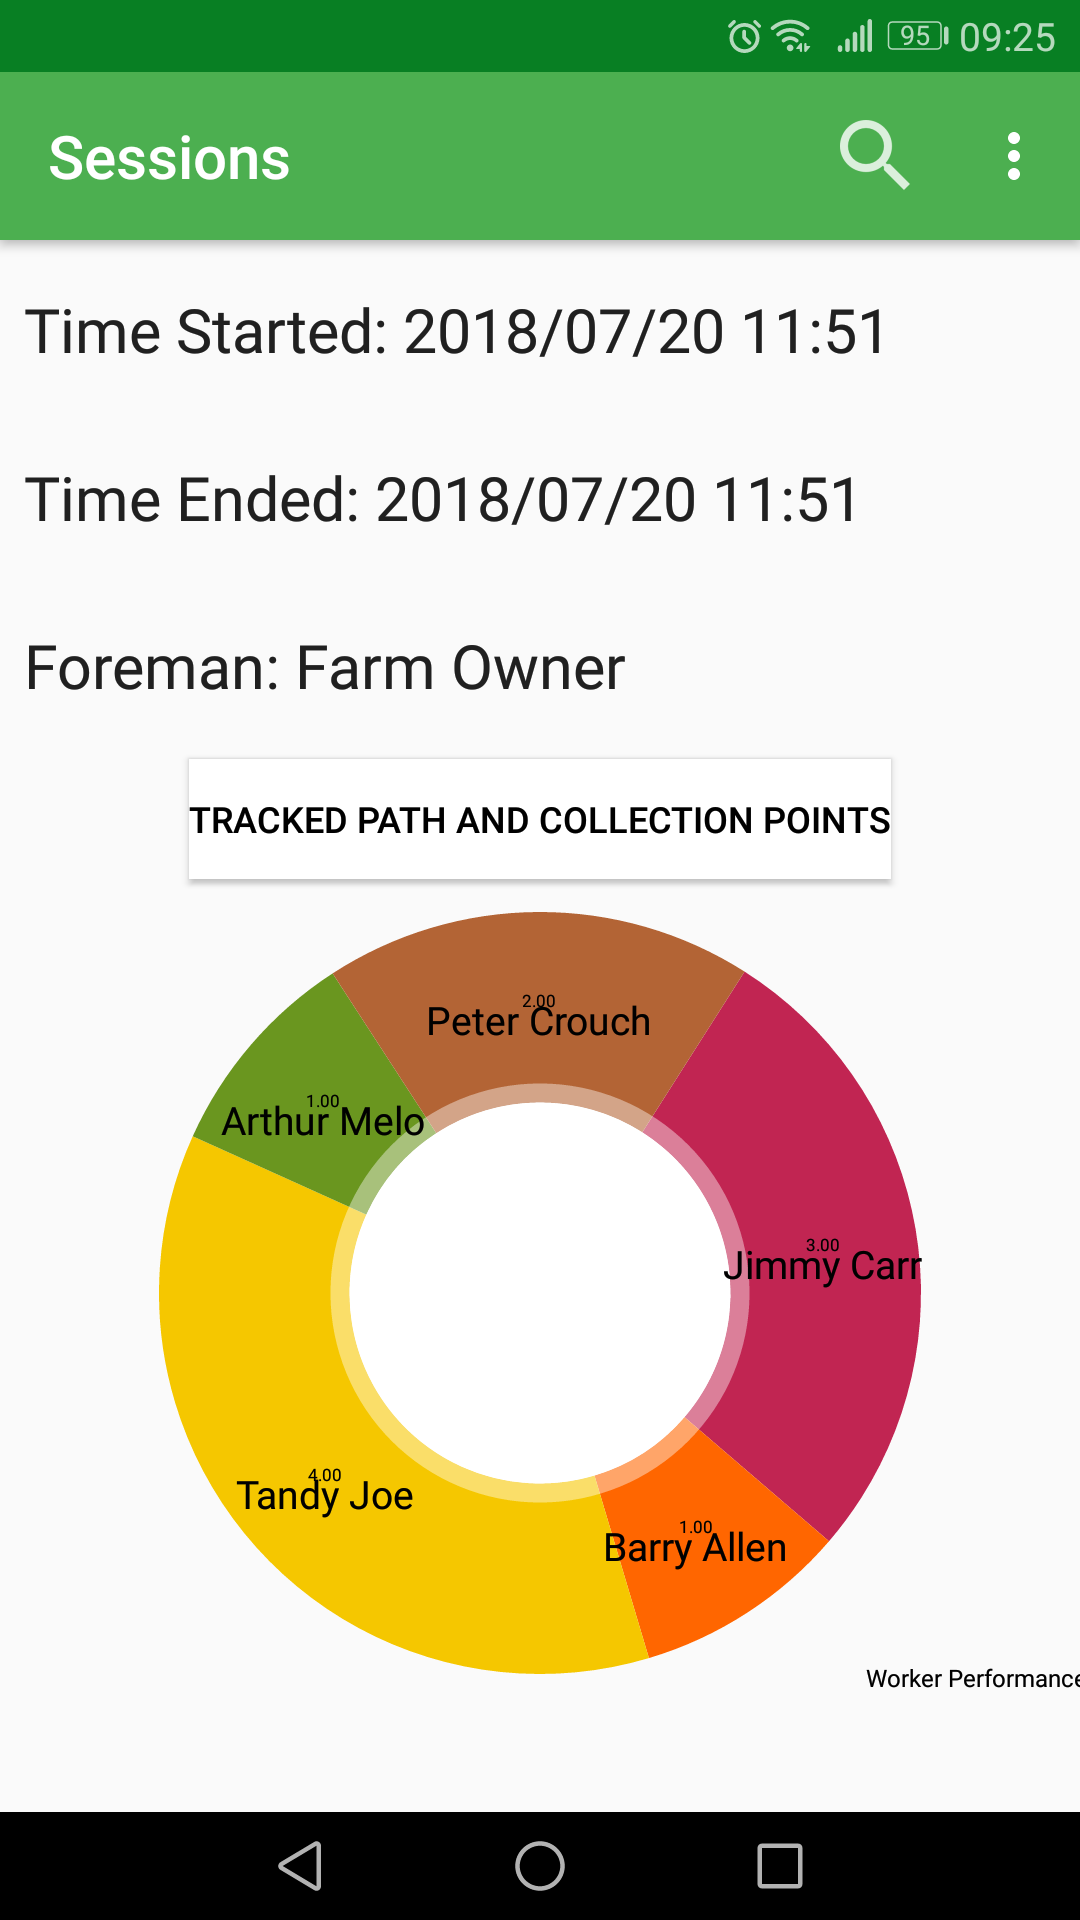 95 09:25
Sessions
Time Started: 2018/07/20 11:51
Time Ended: 2018/07/20 11:51
Foreman: Farm Owner
TRACKED PATH AND COLLECTION POINTS
2.00
Peter Crouch
1.00
Arthur Melo
3.00
Jimmy Carr
4.00
Tandy Joe
1.00
Barry Allen
Worker Performance